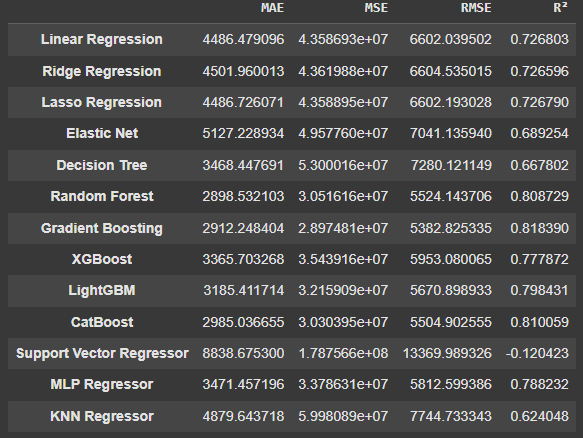 MAE MSE RMSE R²
Linear Regression 4486.479096 4.358693e+07 6602.039502 0.726803
Ridge Regression 4501.960013 4.361988e+07 6604.535015 0.726596
Lasso Regression 4486.726071 4.358895e+07 6602.193028 0.726790
Elastic Net 5127.228934 4.957760e+07 7041.135940 0.689254
Decision Tree 3468.447691 5.300016e+07 7280.121149 0.667802
Random Forest 2898.532103 3.051616e+07 5524.143706 0.808729
Gradient Boosting 2912.248404 2.897481e+07 5382.825335 0.818390
XGBoost 3365.703268 3.543916e+07 5953.080065 0.777872
LightGBM 3185.411714 3.215909e+07 5670.898933 0.798431
CatBoost 2985.036655 3.030395e+07 5504.902555 0.810059
Support Vector Regressor 8838.675300 1.787566e+08 13369.989326 -0.120423
MLP Regressor 3471.457196 3.378631e+07 5812.599386 0.788232
KNN Regressor 4879.643718 5.998089e+07 7744.733343 0.624048